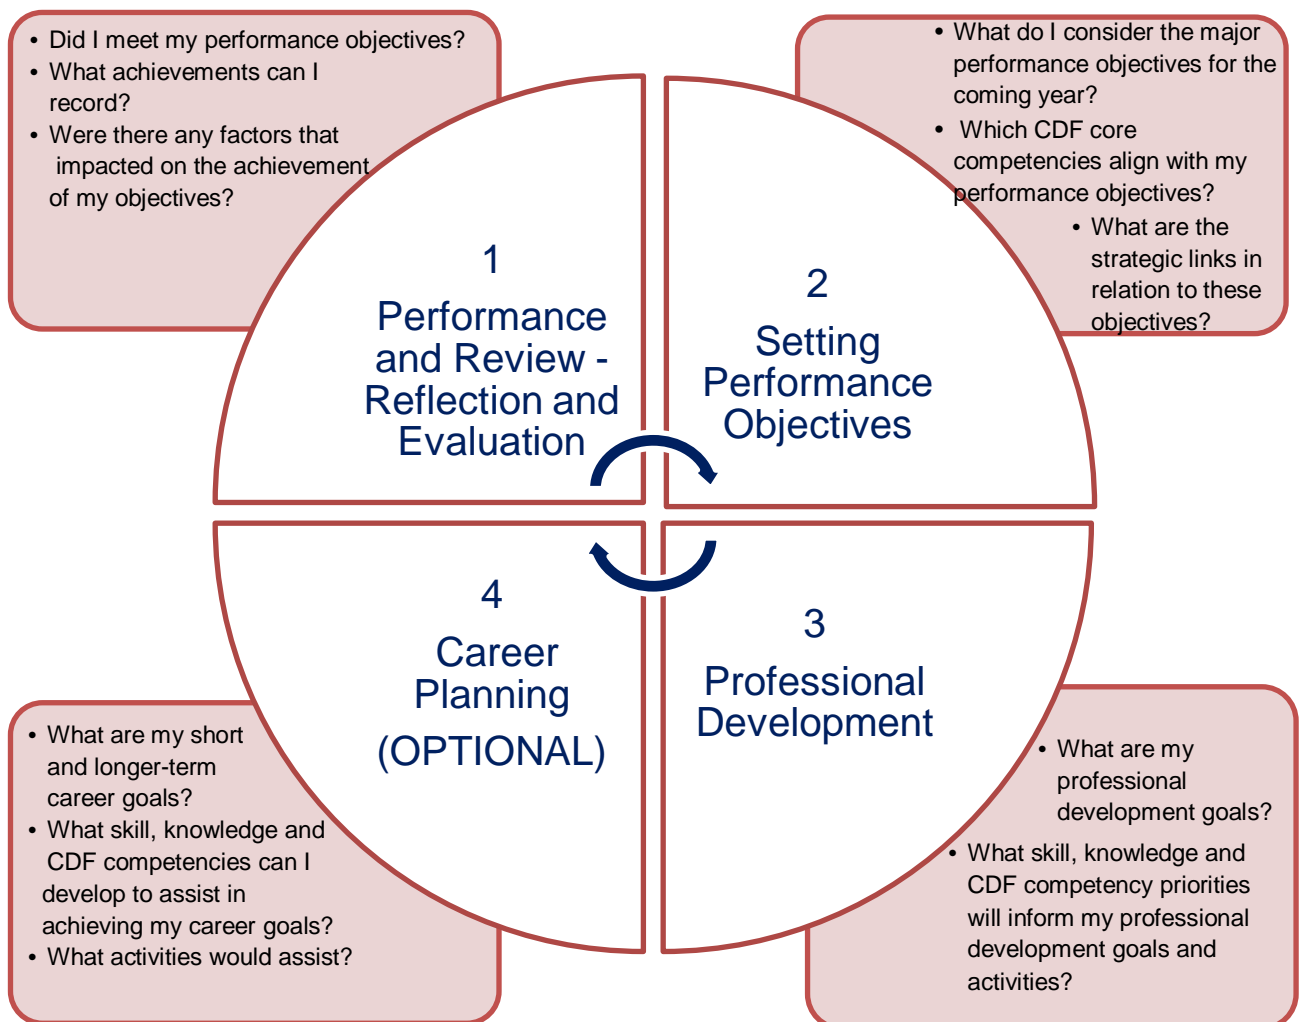 • Did I meet my performance objectives?
• What achievements can I
record?
• Were there any factors that
impacted on the achievement
of my objectives?
• What do I consider the major
performance objectives for the
coming year?
• Which CDF core
competencies align with my
performance objectives?
• What are the
strategic links in
relation to these
objectives?
1
Performance
and Review -
Reflection and
Evaluation
2
Setting
Performance
Objectives
4
Career
Planning
(OPTIONAL)
3
Professional
Development
• What are my short
and longer-term
career goals?
• What skill, knowledge and
CDF competencies can I
develop to assist in
achieving my career goals?
• What activities would assist?
• What are my
professional
development goals?
• What skill, knowledge and
CDF competency priorities
will inform my professional
development goals and
activities?